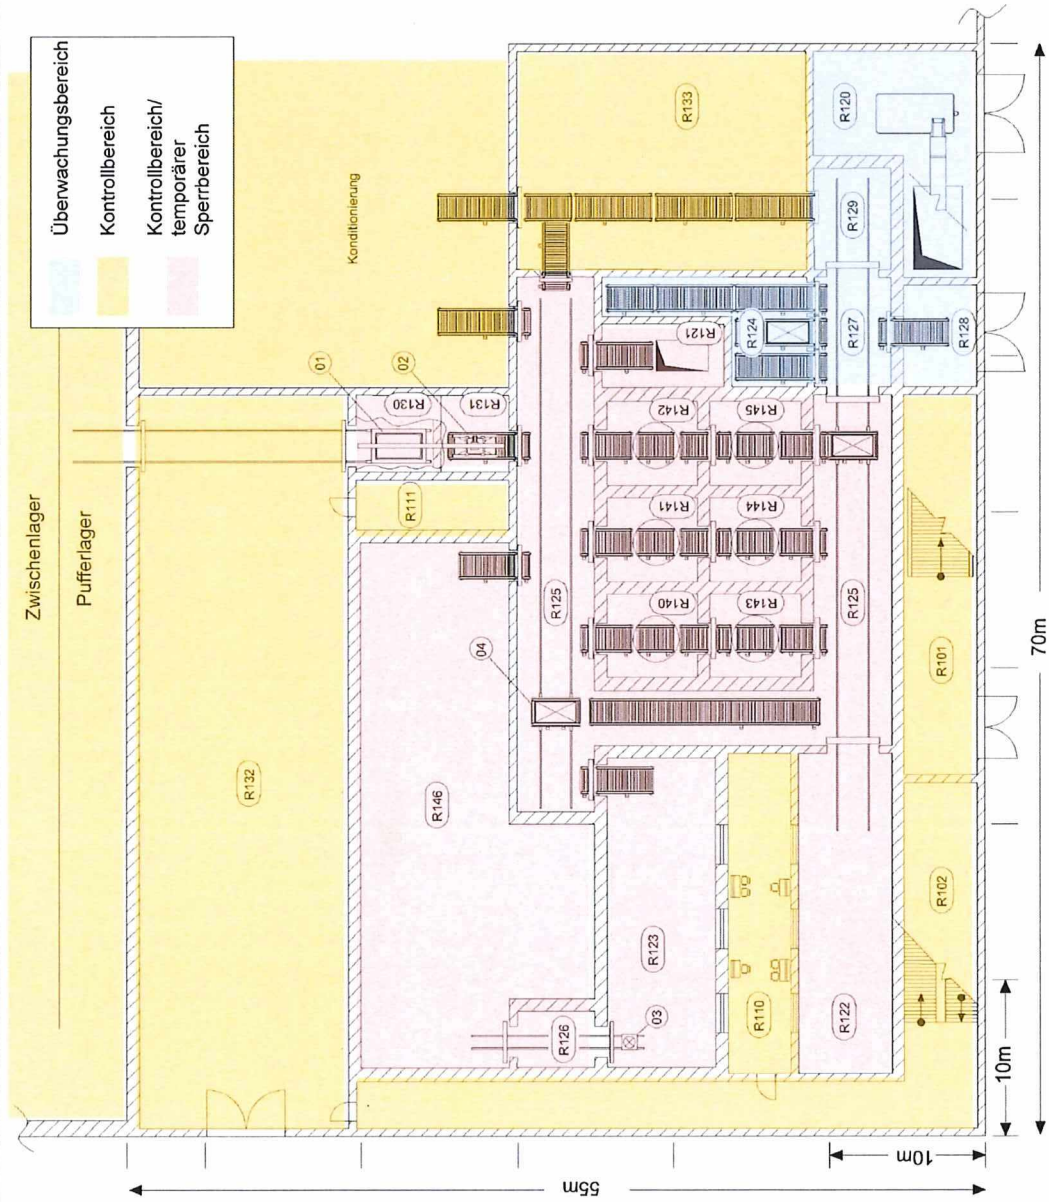 Überwachungsbereich
Kontrollbereich
Kontrollbereich/
temporärer
Sperrbereich
Zwischenlager
Pufferlager
Konditionierung
01
02
R130
R131
R111
R132
R146
04
R125
R133
R120
R129
R127
R128
R124
R121
R142
R145
R141
R144
R140
R143
R125
R101
R102
R123
R110
R122
R126
03
10m
70m
10m
55m